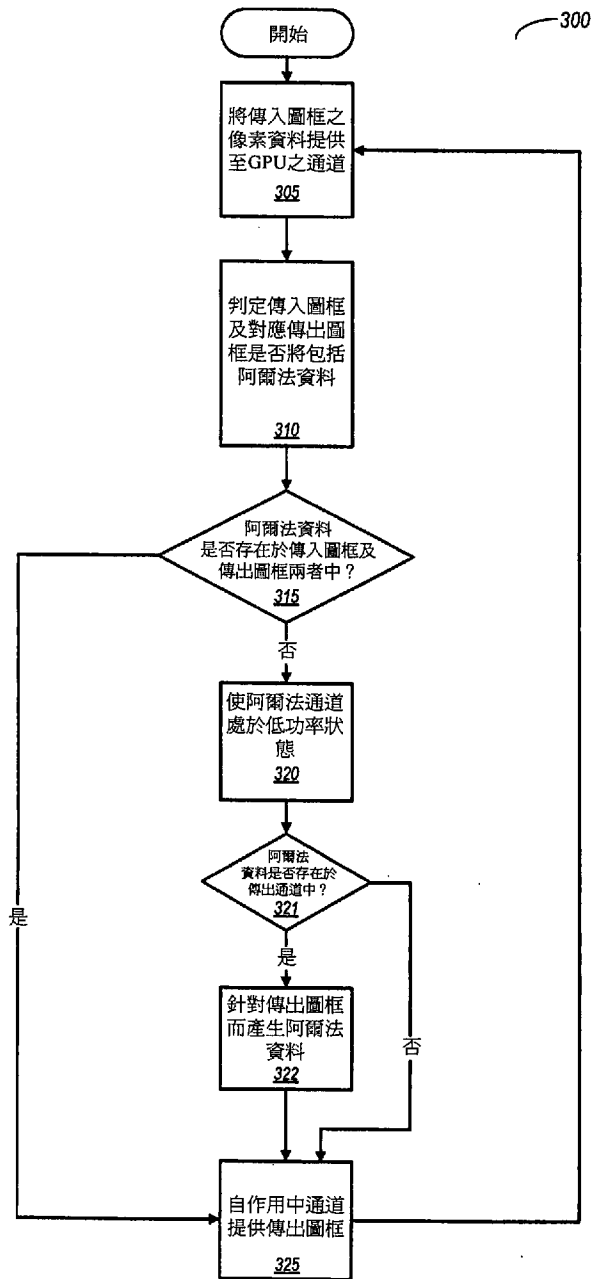 300
開始
將傳入圖框之
像素資料提供
至GPU之通道
305
判定傳入圖框
及對應傳出圖
框是否將包括
阿爾法資料
310
阿爾法資料
是否存在於傳入圖框及
傳出圖框兩者中？
315
否
使阿爾法通道
處於低功率狀
態
320
阿爾法
資料是否存在於
傳出通道中？
321
是
是
針對傳出圖框
而產生阿爾法
資料
322
否
自作用中通道
提供傳出圖框
325